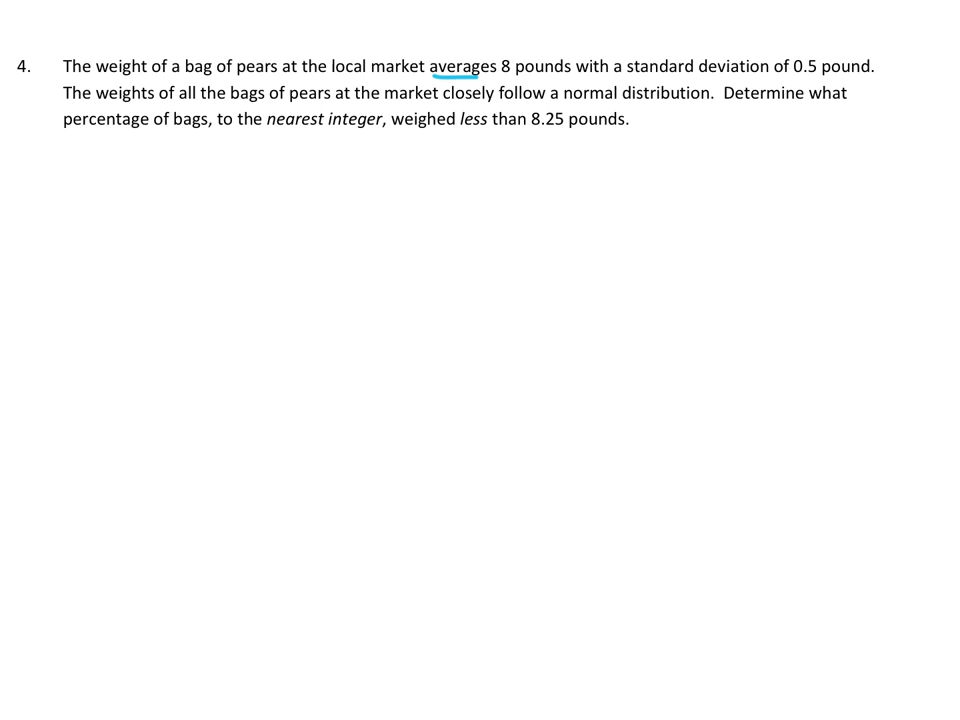 4. The weight of a bag of pears at the local market averages 8 pounds with a standard deviation of 0.5 pound.
The weights of all the bags of pears at the market closely follow a normal distribution. Determine what
percentage of bags, to the nearest integer, weighed less than 8.25 pounds.